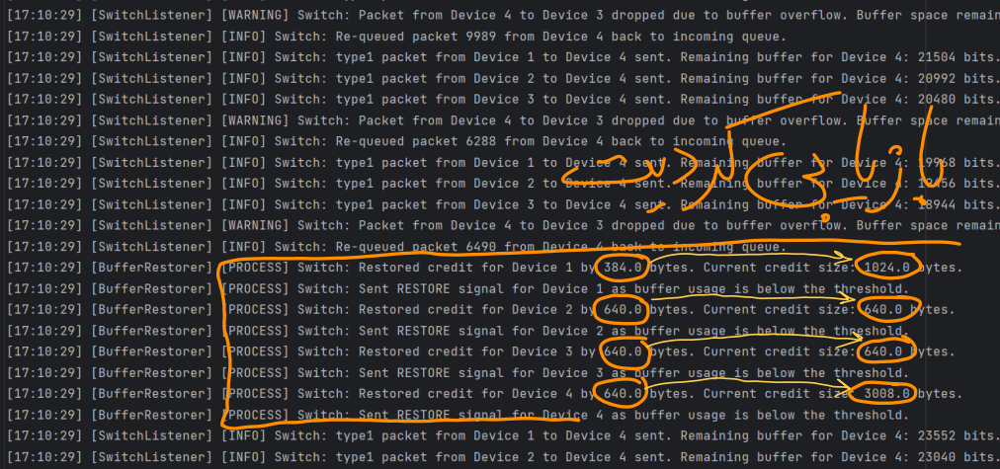 [17:10:29] [SwitchListener] [WARNING] Switch: Packet from Device 4 to Device 3 dropped due to buffer overflow. Buffer space remain
[17:10:29] [SwitchListener] [INFO] Switch: Re-queued packet 9989 from Device 4 back to incoming queue.
[17:10:29] [SwitchListener] [INFO] Switch: type1 packet from Device 1 to Device 4 sent. Remaining buffer for Device 4: 21504 bits.
[17:10:29] [SwitchListener] [INFO] Switch: type1 packet from Device 2 to Device 4 sent. Remaining buffer for Device 4: 20992 bits.
[17:10:29] [SwitchListener] [INFO] Switch: type1 packet from Device 3 to Device 4 sent. Remaining buffer for Device 4: 20480 bits.
[17:10:29] [SwitchListener] [WARNING] Switch: Packet from Device 4 to Device 3 dropped due to buffer overflow. Buffer space remain
[17:10:29] [SwitchListener] [INFO] Switch: Re-queued packet 6288 from Device 4 back to incoming queue.
[17:10:29] [SwitchListener] [INFO] Switch: type1 packet from Device 1 to Device 4 sent. Remaining buffer for Device 4: 19968 bits.
[17:10:29] [SwitchListener] [INFO] Switch: type1 packet from Device 2 to Device 4 sent. Remaining buffer for Device 4: 19456 bits.
[17:10:29] [SwitchListener] [INFO] Switch: type1 packet from Device 3 to Device 4 sent. Remaining buffer for Device 4: 18944 bits.
[17:10:29] [SwitchListener] [WARNING] Switch: Packet from Device 4 to Device 3 dropped due to buffer overflow. Buffer space remain
[17:10:29] [SwitchListener] [INFO] Switch: Re-queued packet 6490 from Device 4 back to incoming queue.
[17:10:29] [BufferRestorer] [PROCESS] Switch: Restored credit for Device 1 by 384.0 bytes. Current credit size: 1024.0 bytes.
[17:10:29] [BufferRestorer] [PROCESS] Switch: Sent RESTORE signal for Device 1 as buffer usage is below the threshold.
[17:10:29] [BufferRestorer] [PROCESS] Switch: Restored credit for Device 2 by 640.0 bytes. Current credit size: 640.0 bytes.
[17:10:29] [BufferRestorer] [PROCESS] Switch: Sent RESTORE signal for Device 2 as buffer usage is below the threshold.
[17:10:29] [BufferRestorer] [PROCESS] Switch: Restored credit for Device 3 by 640.0 bytes. Current credit size: 640.0 bytes.
[17:10:29] [BufferRestorer] [PROCESS] Switch: Sent RESTORE signal for Device 3 as buffer usage is below the threshold.
[17:10:29] [BufferRestorer] [PROCESS] Switch: Restored credit for Device 4 by 640.0 bytes. Current credit size: 3008.0 bytes.
[17:10:29] [BufferRestorer] [PROCESS] Switch: Sent RESTORE signal for Device 4 as buffer usage is below the threshold.
[17:10:29] [SwitchListener] [INFO] Switch: type1 packet from Device 1 to Device 4 sent. Remaining buffer for Device 4: 23552 bits.
[17:10:29] [SwitchListener] [INFO] Switch: type1 packet from Device 2 to Device 4 sent. Remaining buffer for Device 4: 23040 bits.